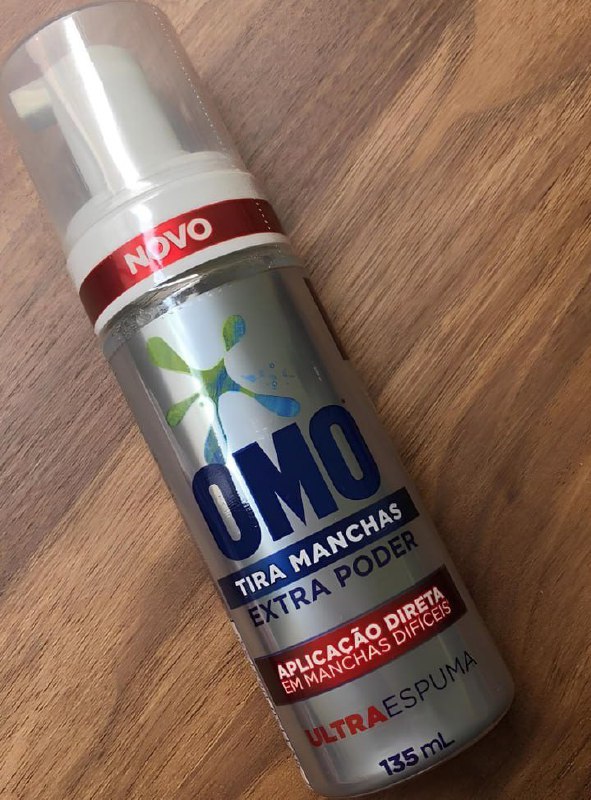 NOVO
OMO
TIRA MANCHAS
EXTRA PODER
APLICAÇÃO DIRETA
EM MANCHAS DIFÍCEIS
ULTRAESPUMA
135 mL